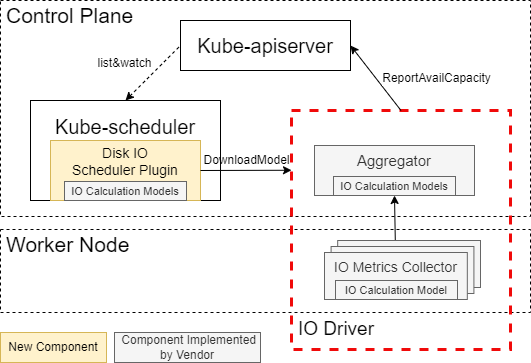 Control Plane
Kube-apiserver
list&watch
ReportAvailCapacity
Kube-scheduler
Disk IO
Scheduler Plugin
IO Calculation Models
DownloadModel
Aggregator
IO Calculation Models
Worker Node
IO Metrics Collector
IO Calculation Model
IO Driver
New Component
Component Implemented
by Vendor